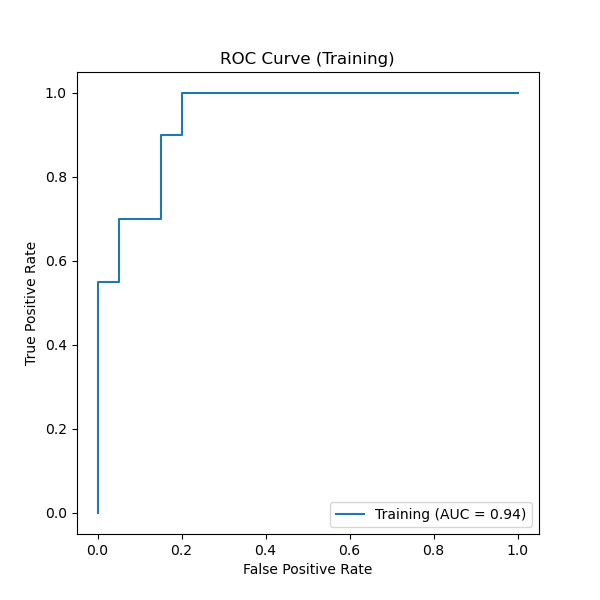 ROC Curve (Training)
1.0
0.8
0.6
0.4
0.2
0.0
True Positive Rate
Training (AUC = 0.94)
0.0 0.2 0.4 0.6 0.8 1.0
False Positive Rate